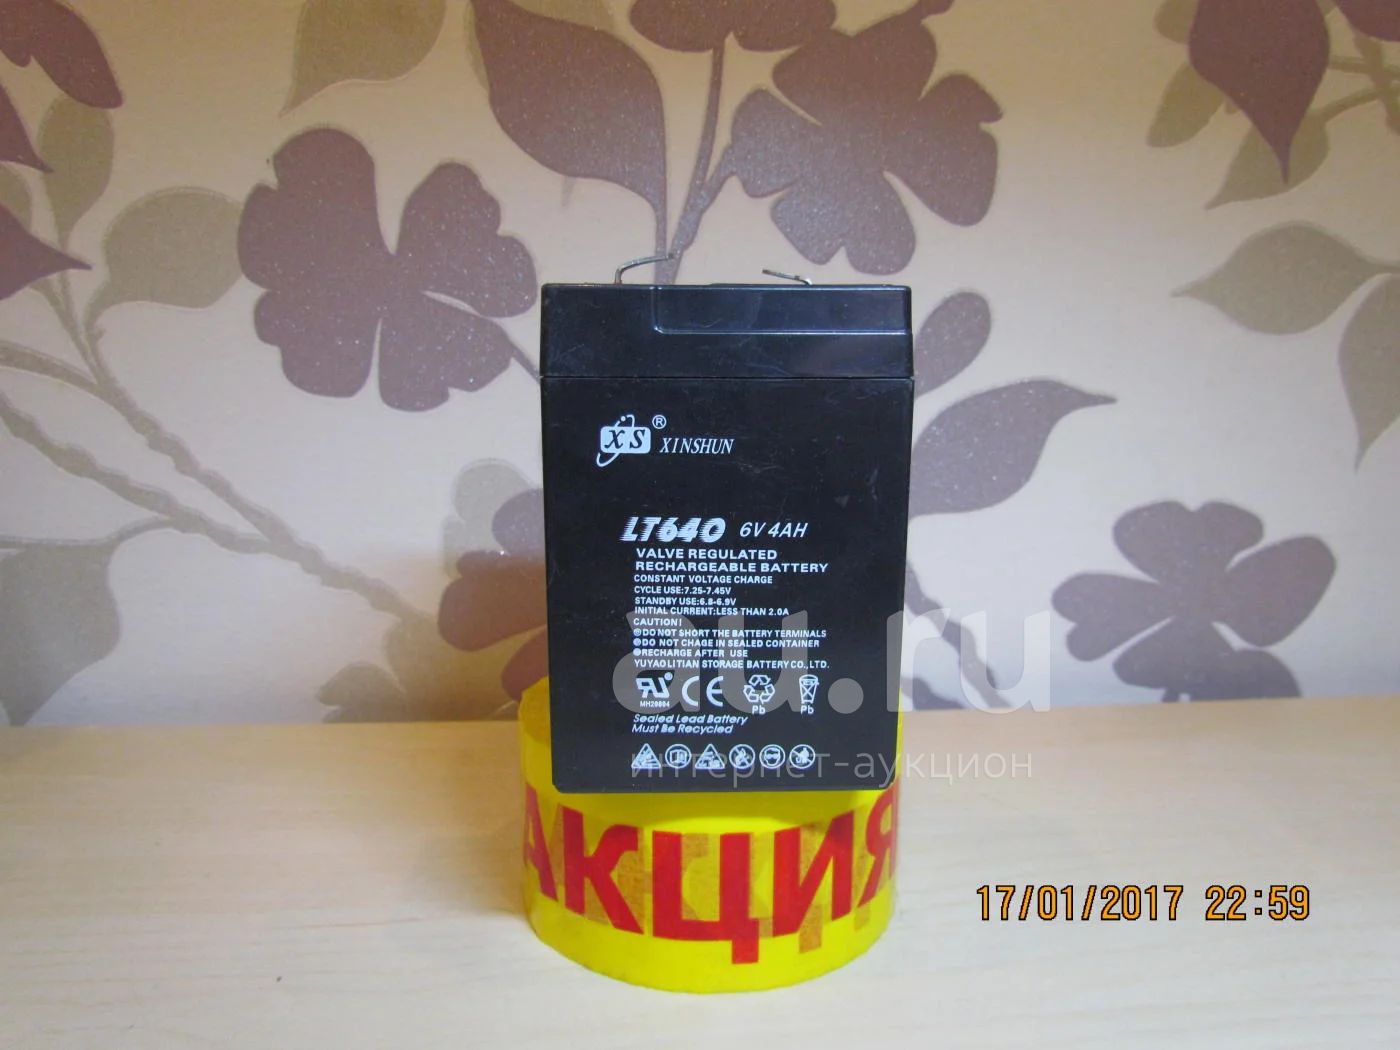 XS® XINSHUN
LT640 6V 4AH
VALVE REGULATED
RECHARGEABLE BATTERY
CONSTANT VOLTAGE CHARGE
CYCLE USE:7.25-7.45V
STANDBY USE:6.8-6.9V
INITIAL CURRENT:LESS THAN 2.0A
CAUTION!
DO NOT SHORT THE BATTERY TERMINALS
DO NOT CHAGE IN SEALED CONTAINER
RECHARGE AFTER USE
YUYAO LITIAN STORAGE BATTERY CO.,LTD.
MH20804 CE Pb Pb
Sealed Lead Battery
Must Be Recycled
au.ru
интернет-аукцион
АКЦИЯ
17/01/2017 22:59